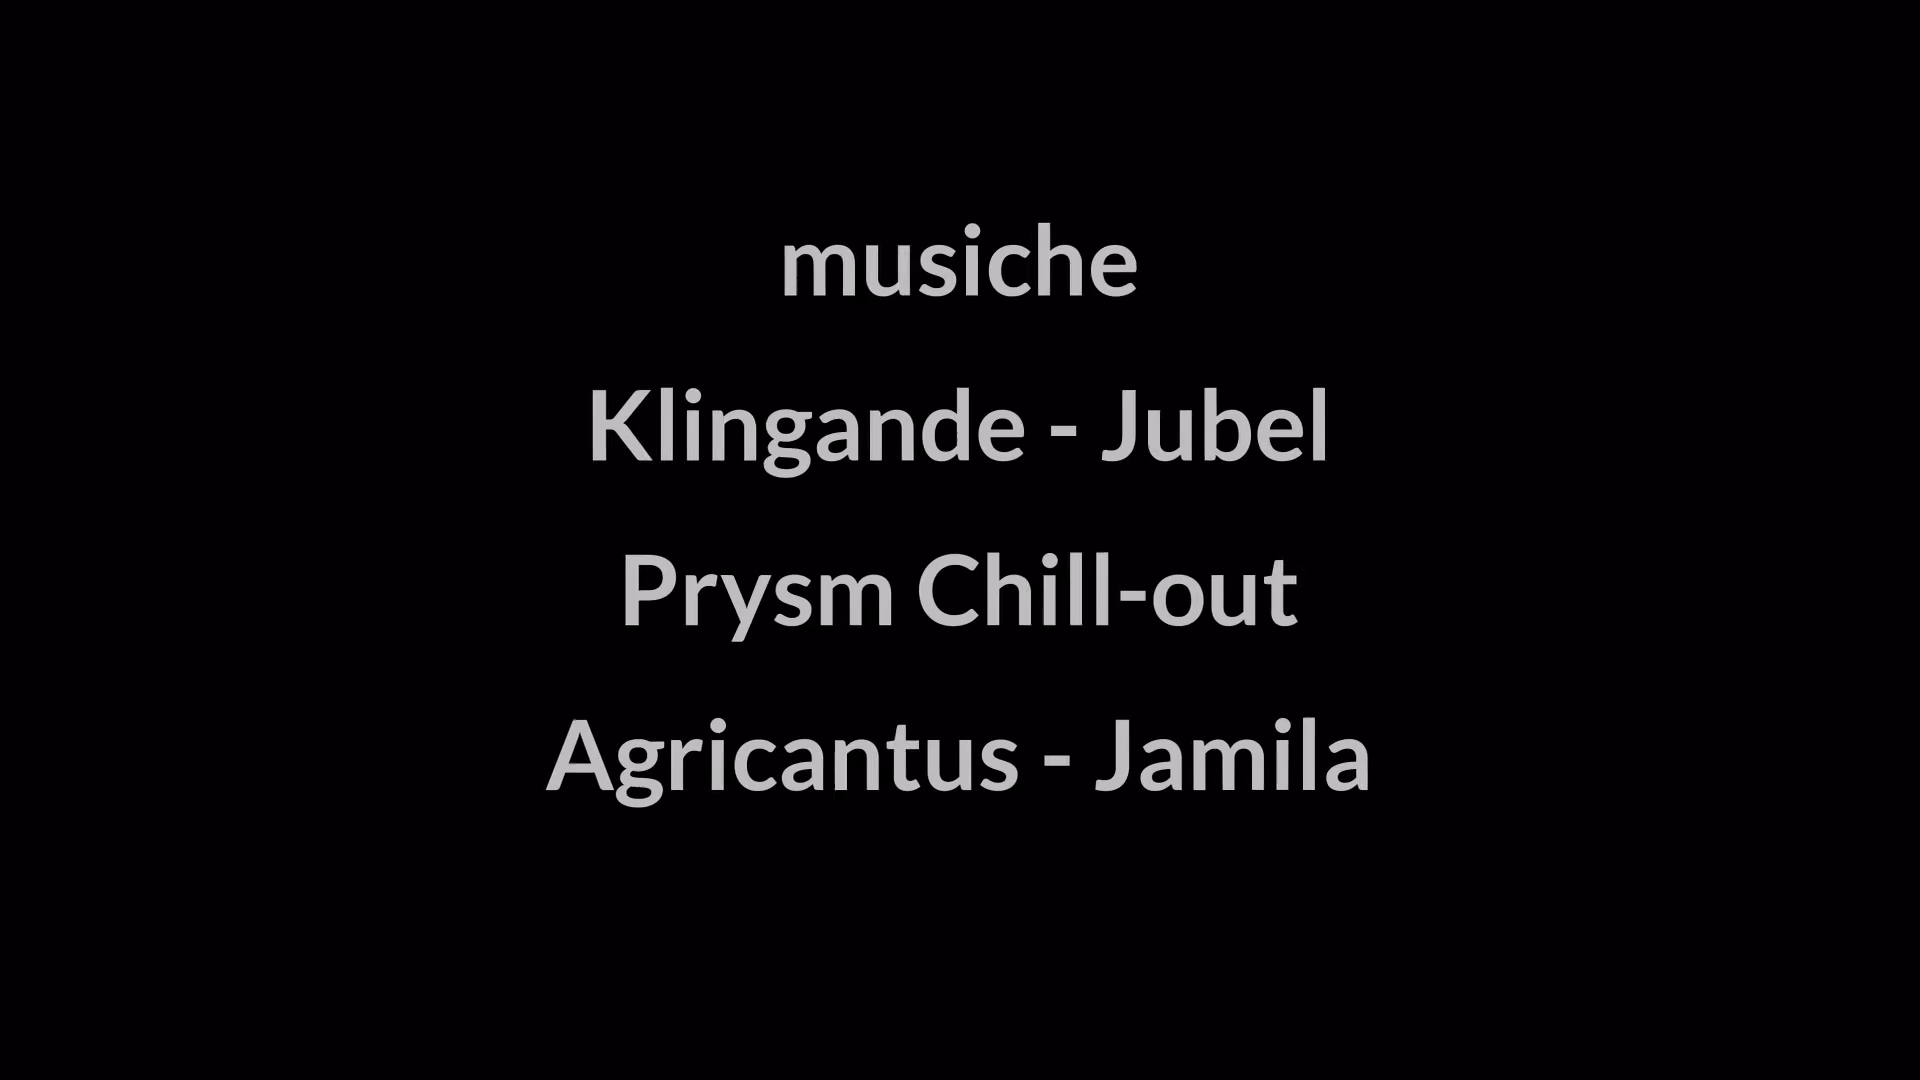 musiche
Klingande - Jubel
Prysm Chill-out
Agricantus - Jamila